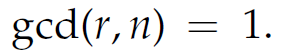 gcd(r, n) = 1.